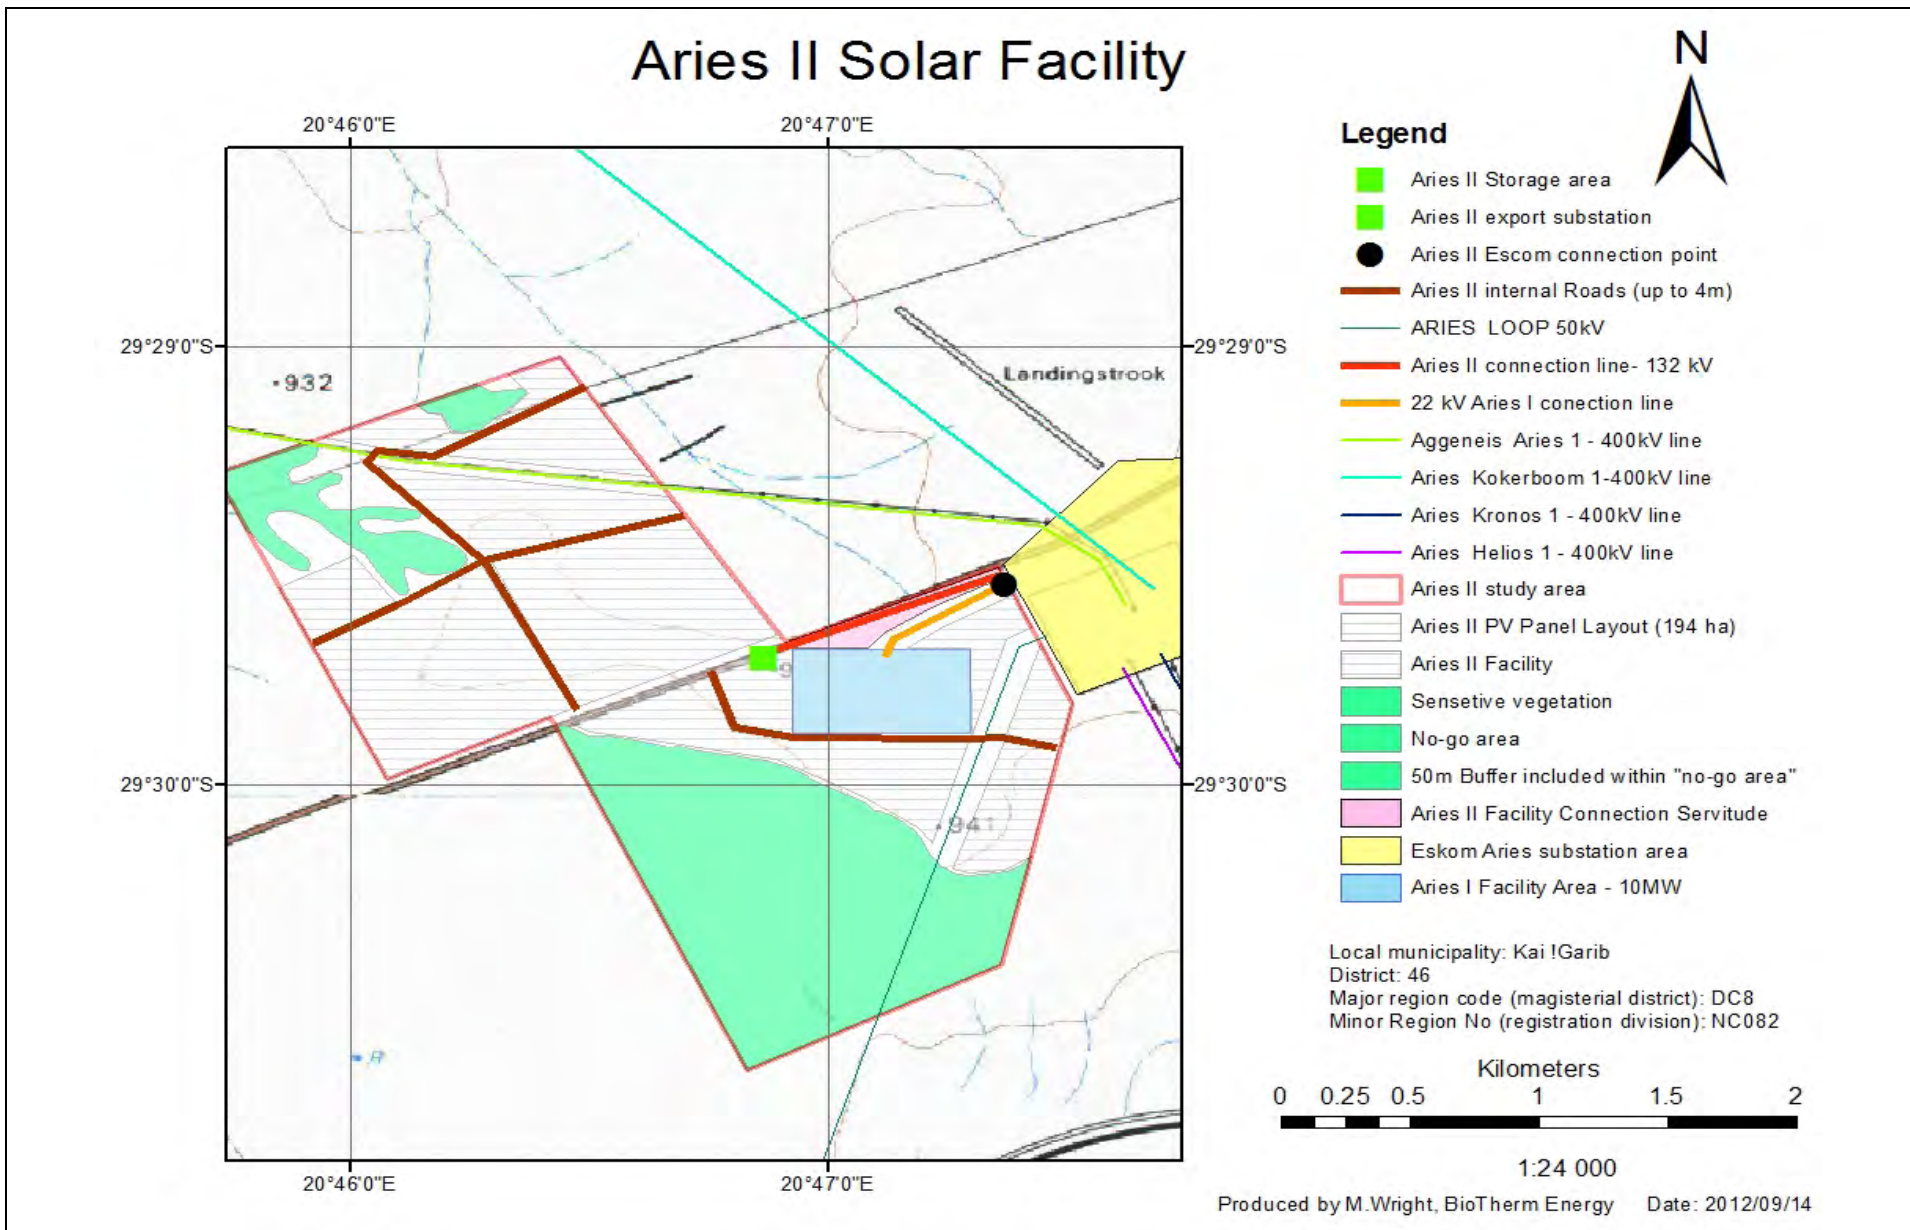 Aries II Solar Facility
N
20°46'0"E
20°47'0"E
29°29'0"S
29°29'0"S
932
Landingstrook
9
29°30'0"S
29°30'0"S
941
R
20°46'0"E
20°47'0"E
Legend
Aries II Storage area
Aries II export substation
Aries II Escom connection point
Aries II internal Roads (up to 4m)
ARIES LOOP 50kV
Aries II connection line- 132 kV
22 kV Aries I conection line
Aggeneis Aries 1 - 400kV line
Aries Kokerboom 1-400kV line
Aries Kronos 1 - 400kV line
Aries Helios 1 - 400kV line
Aries II study area
Aries II PV Panel Layout (194 ha)
Aries II Facility
Sensetive vegetation
No-go area
50m Buffer included within "no-go area"
Aries II Facility Connection Servitude
Eskom Aries substation area
Aries I Facility Area - 10MW
Local municipality: Kai !Garib
District: 46
Major region code (magisterial district): DC8
Minor Region No (registration division): NC082
Kilometers
0 0.25 0.5 1 1.5 2
1:24 000
Produced by M.Wright, BioTherm Energy Date: 2012/09/14